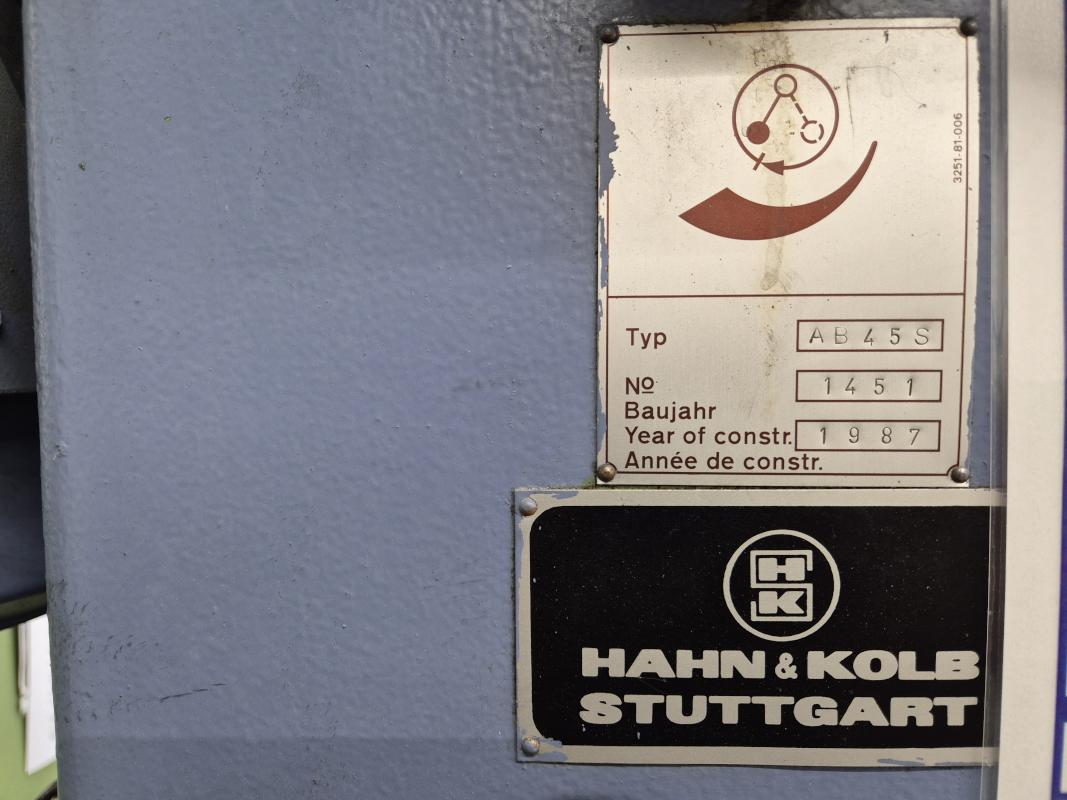 3251-81-006
Typ AB45S
Nº 1451
Baujahr
Year of constr. 1987
Année de constr.
HK
HAHN & KOLB
STUTTGART